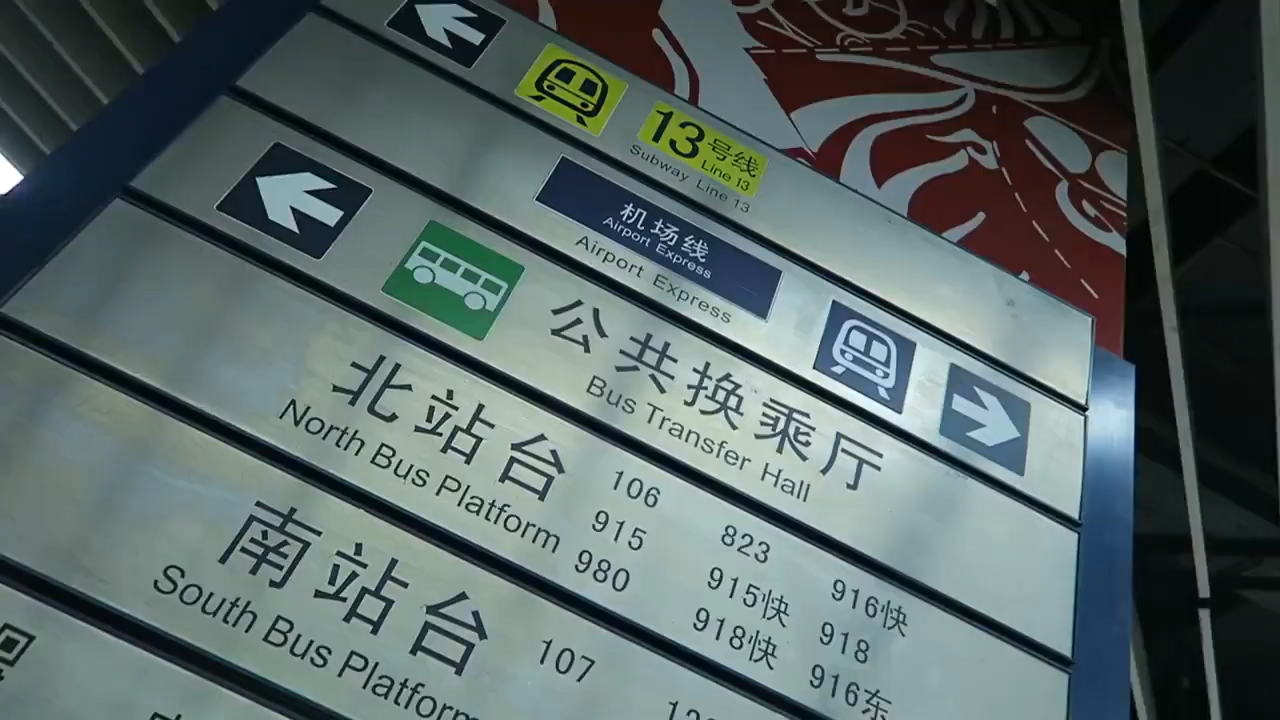 13号线
Line 13
Subway Line 13
机场线
Airport Express
Airport Express
公共换乘厅
Bus Transfer Hall
北站台
North Bus Platform
106 823 916快
915 915快 918
980 918快 916东
南站台
South Bus Platform
107